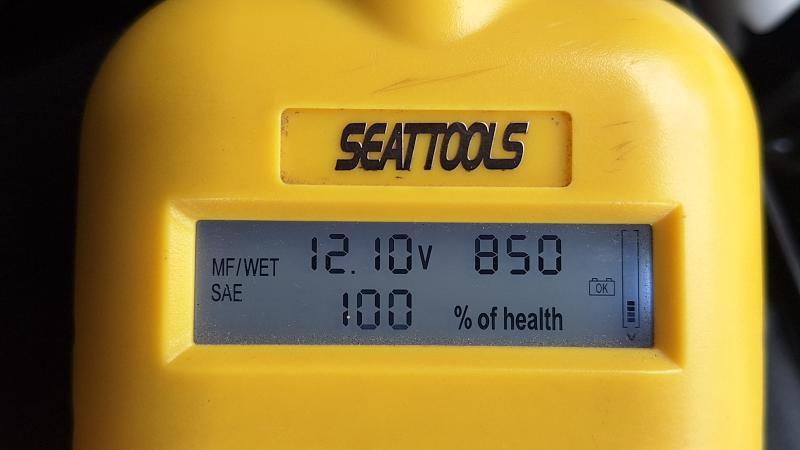 SEATTOOLS
MF/WET 12.10V 850
SAE 100 % of health
OK
V